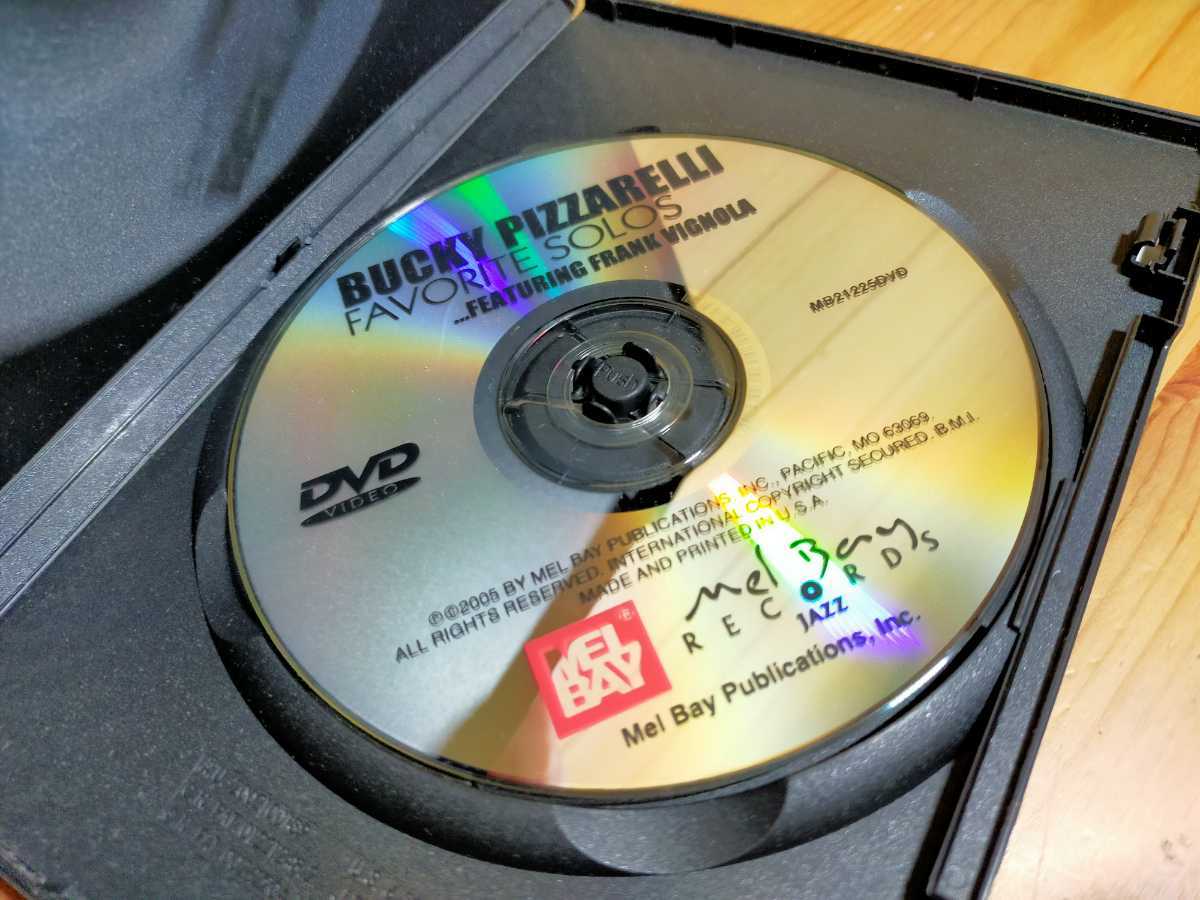 BUCKY PIZZARELLI
FAVORITE SOLOS
...FEATURING FRANK VIGNOLA
MB21225DVD
PUSH
DVD
VIDEO
℗©2005 BY MEL BAY PUBLICATIONS, INC., PACIFIC, MO 63069.
ALL RIGHTS RESERVED. INTERNATIONAL COPYRIGHT SECURED. B.M.I.
MADE AND PRINTED IN U.S.A.
Mel Bay
RECORDS
JAZZ
MEL
BAY
®
Mel Bay Publications, Inc.